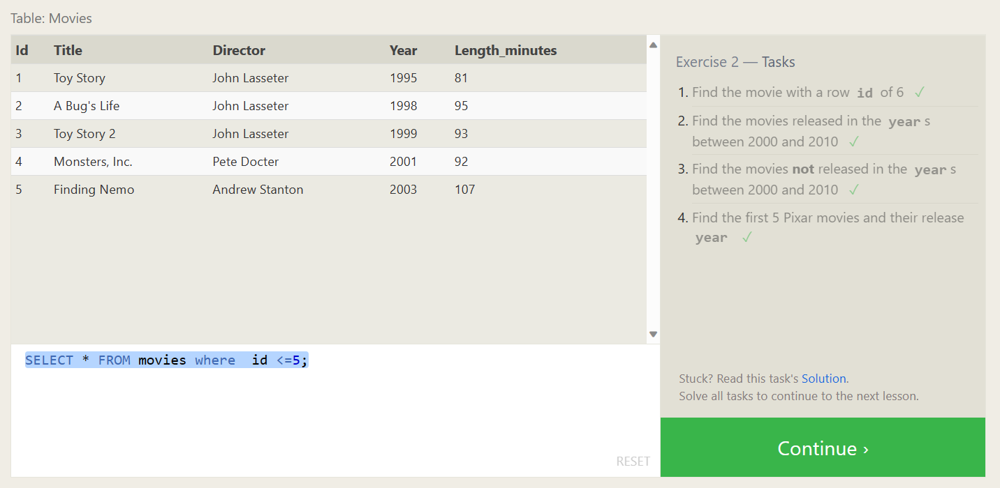 Table: Movies
Id Title Director Year Length_minutes
1 Toy Story John Lasseter 1995 81
2 A Bug's Life John Lasseter 1998 95
3 Toy Story 2 John Lasseter 1999 93
4 Monsters, Inc. Pete Docter 2001 92
5 Finding Nemo Andrew Stanton 2003 107
SELECT * FROM movies where  id <=5;
RESET
Exercise 2 — Tasks
1. Find the movie with a row id of 6 ✓
2. Find the movies released in the year s
between 2000 and 2010 ✓
3. Find the movies not released in the year s
between 2000 and 2010 ✓
4. Find the first 5 Pixar movies and their release
year ✓
Stuck? Read this task's Solution.
Solve all tasks to continue to the next lesson.
Continue ›